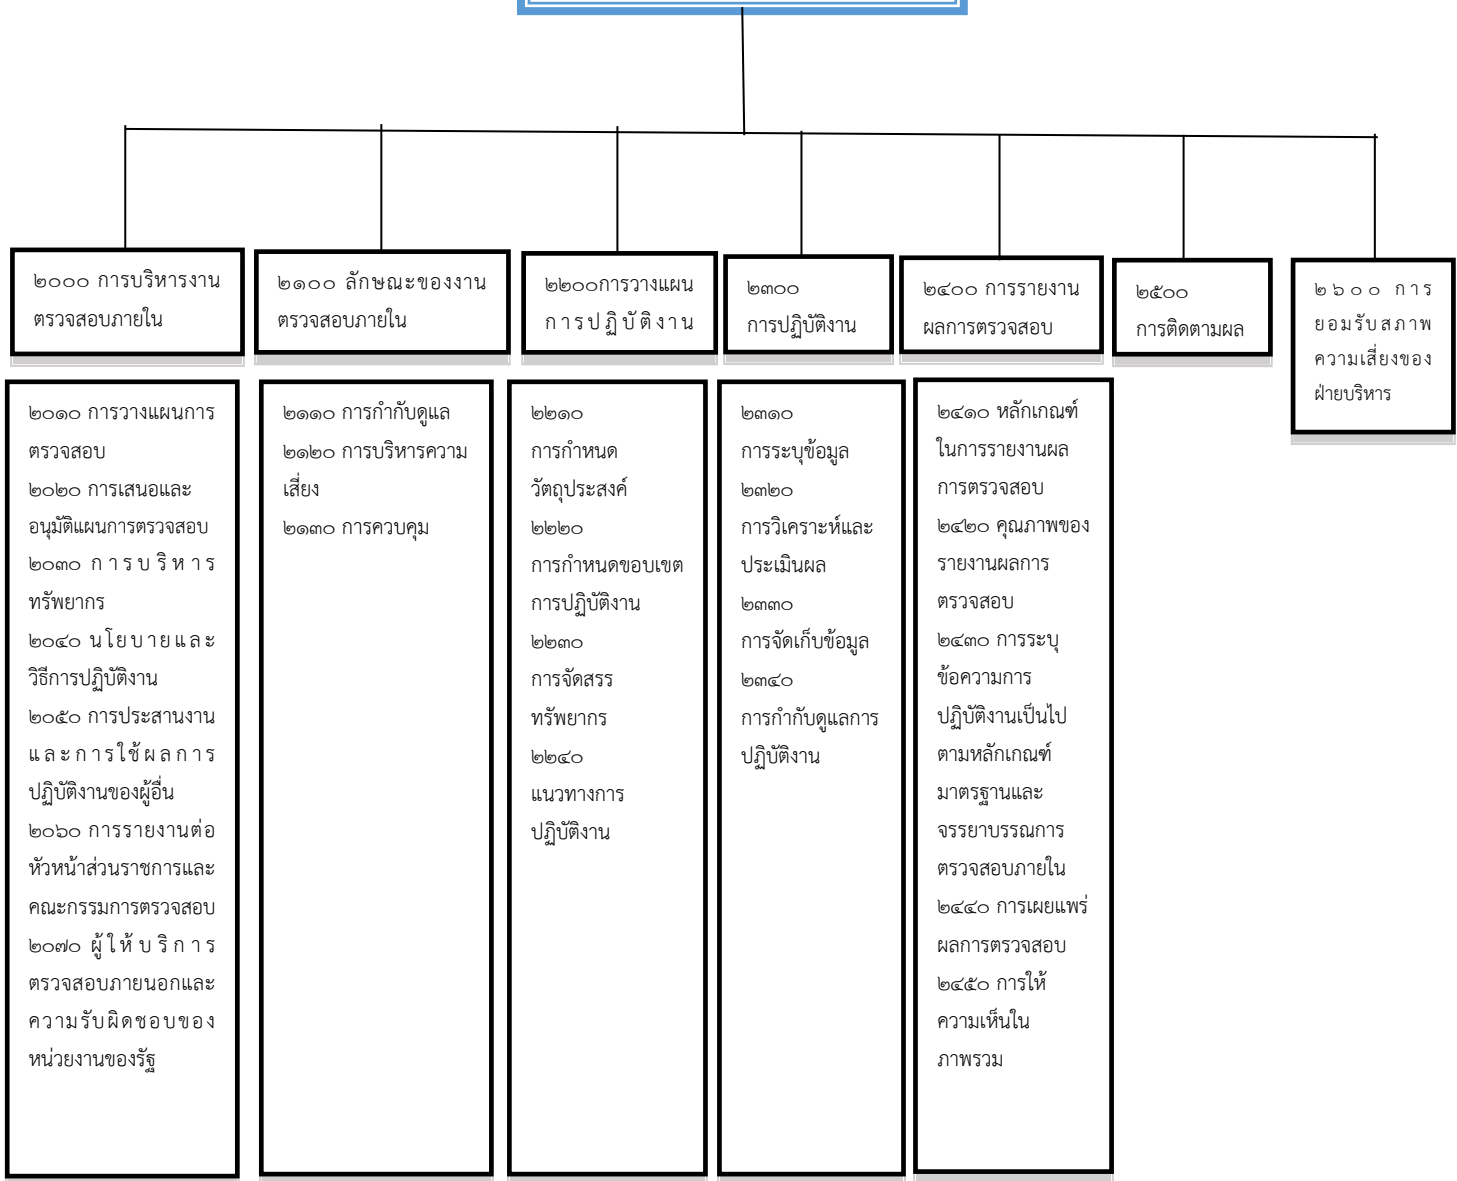 ๒๐๐๐ การบริหารงาน
ตรวจสอบภายใน
๒๑๐๐ ลักษณะของงาน
ตรวจสอบภายใน
๒๒๐๐การวางแผน
การปฏิบัติงาน
๒๓๐๐
การปฏิบัติงาน
๒๔๐๐ การรายงาน
ผลการตรวจสอบ
๒๕๐๐
การติดตามผล
๒๖๐๐ การ
ยอมรับสภาพ
ความเสี่ยงของ
ฝ่ายบริหาร
๒๐๑๐ การวางแผนการ
ตรวจสอบ
๒๐๒๐ การเสนอและ
อนุมัติแผนการตรวจสอบ
๒๐๓๐ การบริหาร
ทรัพยากร
๒๐๔๐ นโยบายและ
วิธีการปฏิบัติงาน
๒๐๕๐ การประสานงาน
และการใช้ผลการ
ปฏิบัติงานของผู้อื่น
๒๐๖๐ การรายงานต่อ
หัวหน้าส่วนราชการและ
คณะกรรมการตรวจสอบ
๒๐๗๐ ผู้ให้บริการ
ตรวจสอบภายนอกและ
ความรับผิดชอบของ
หน่วยงานของรัฐ
๒๑๑๐ การกำกับดูแล
๒๑๒๐ การบริหารความ
เสี่ยง
๒๑๓๐ การควบคุม
๒๒๑๐
การกำหนด
วัตถุประสงค์
๒๒๒๐
การกำหนดขอบเขต
การปฏิบัติงาน
๒๒๓๐
การจัดสรร
ทรัพยากร
๒๒๔๐
แนวทางการ
ปฏิบัติงาน
๒๓๑๐
การระบุข้อมูล
๒๓๒๐
การวิเคราะห์และ
ประเมินผล
๒๓๓๐
การจัดเก็บข้อมูล
๒๓๔๐
การกำกับดูแลการ
ปฏิบัติงาน
๒๔๑๐ หลักเกณฑ์
ในการรายงานผล
การตรวจสอบ
๒๔๒๐ คุณภาพของ
รายงานผลการ
ตรวจสอบ
๒๔๓๐ การระบุ
ข้อความการ
ปฏิบัติงานเป็นไป
ตามหลักเกณฑ์
มาตรฐานและ
จรรยาบรรณการ
ตรวจสอบภายใน
๒๔๔๐ การเผยแพร่
ผลการตรวจสอบ
๒๔๕๐ การให้
ความเห็นใน
ภาพรวม